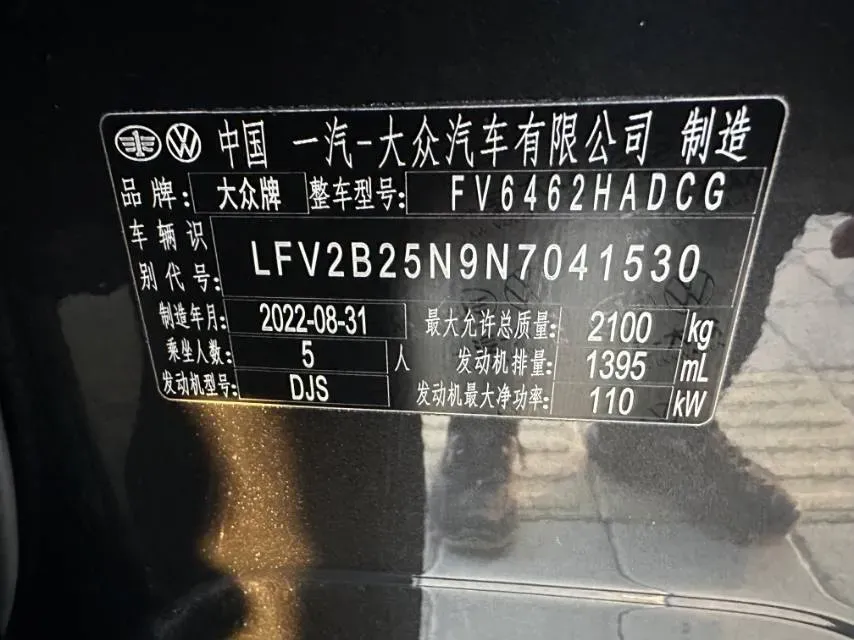 中国 一汽-大众汽车有限公司 制造
品牌: 大众牌 整车型号: FV6462HADCG
车辆识别代号: LFV2B25N9N7041530
制造年月: 2022-08-31 最大允许总质量: 2100 kg
乘坐人数: 5 人 发动机排量: 1395 mL
发动机型号: DJS 发动机最大净功率: 110 kW